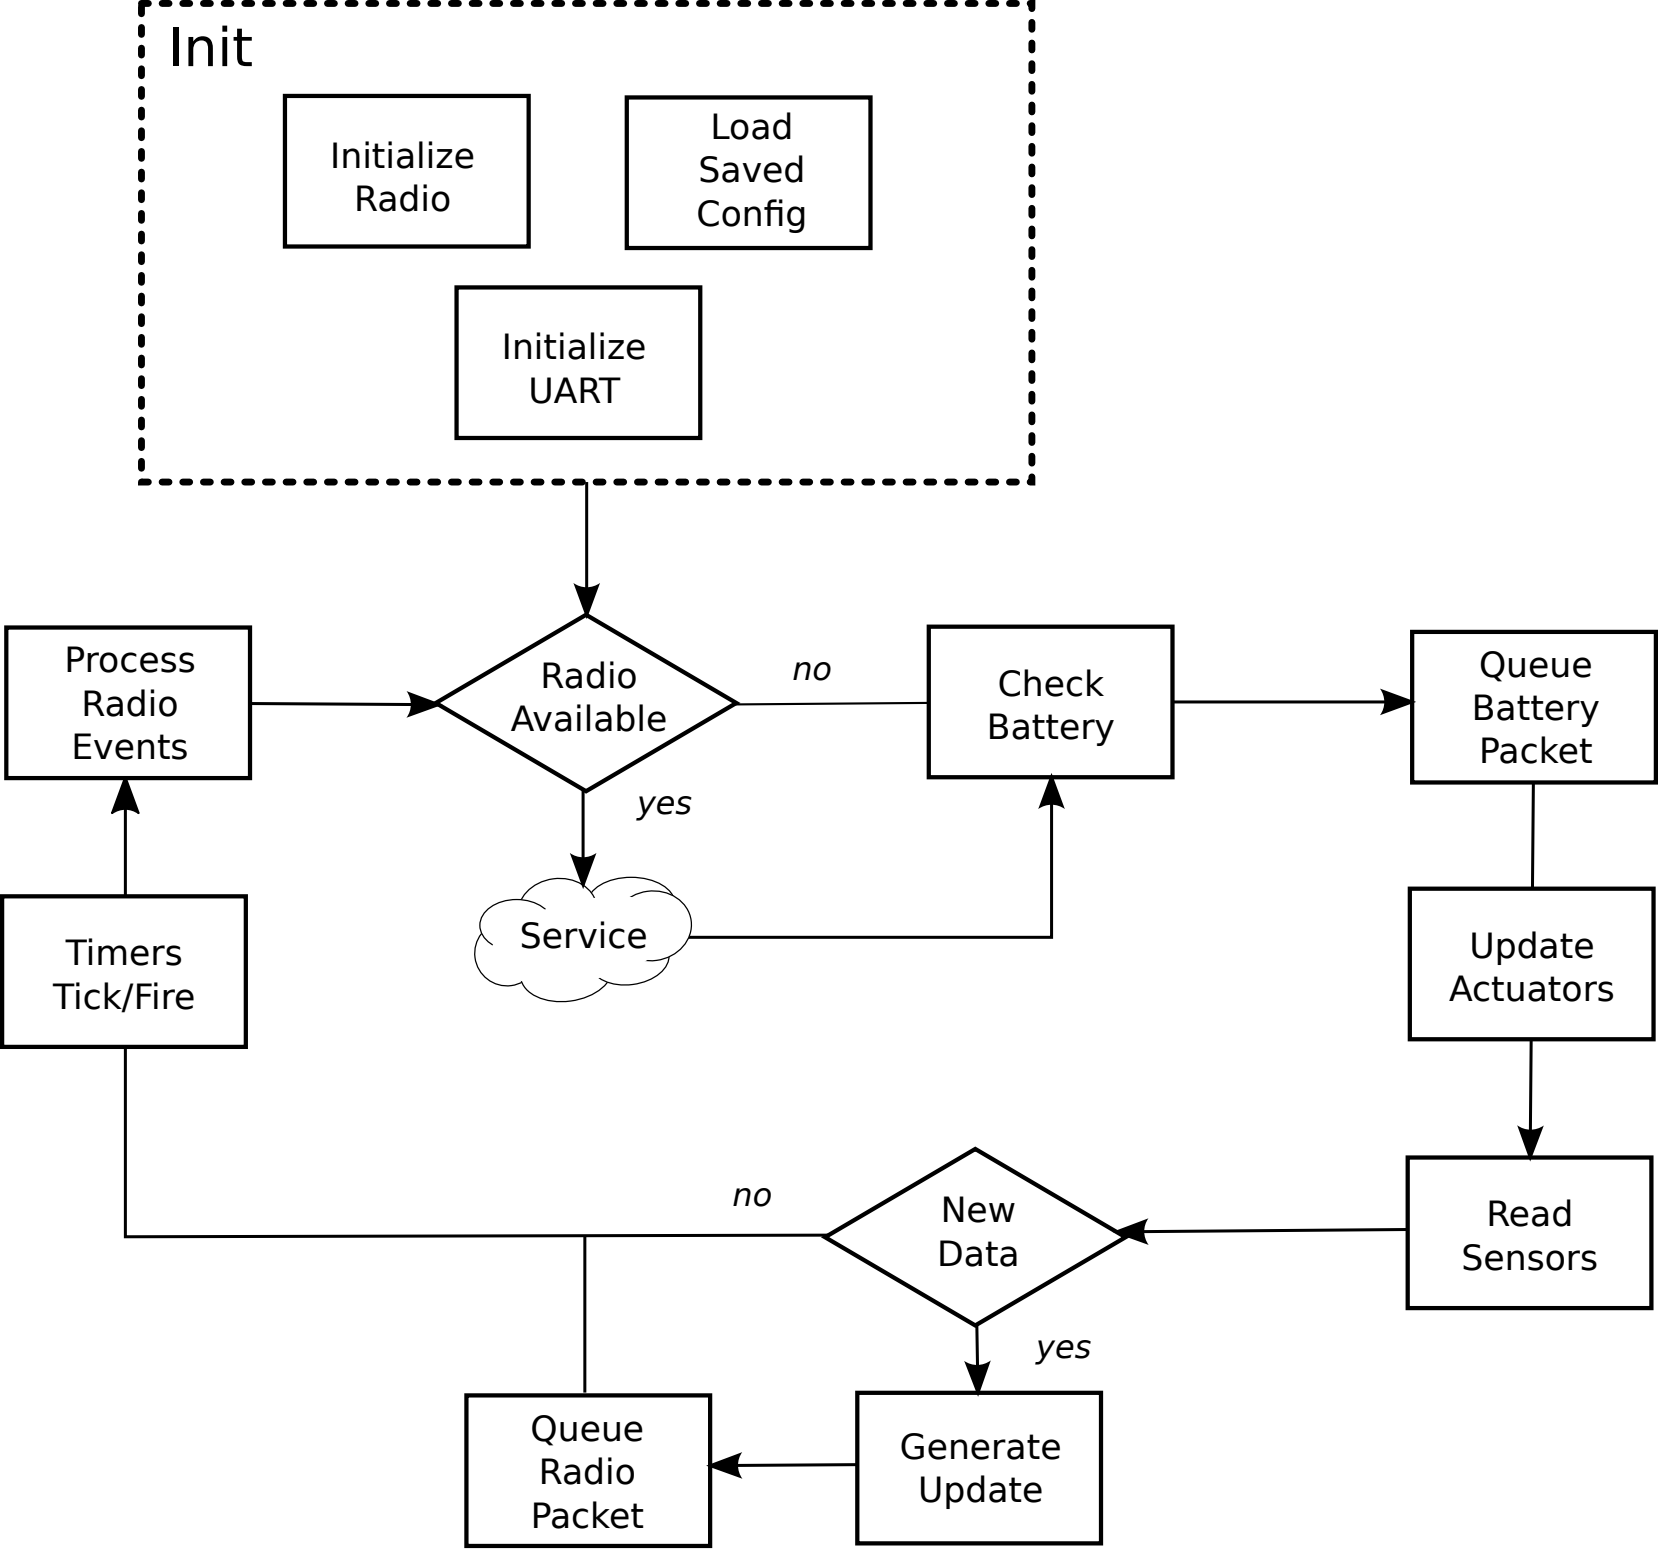 Init
Initialize
Radio
Load
Saved
Config
Initialize
UART
Process
Radio
Events
Radio
Available
no
Check
Battery
Queue
Battery
Packet
yes
Timers
Tick/Fire
Service
Update
Actuators
no
New
Data
Read
Sensors
yes
Queue
Radio
Packet
Generate
Update